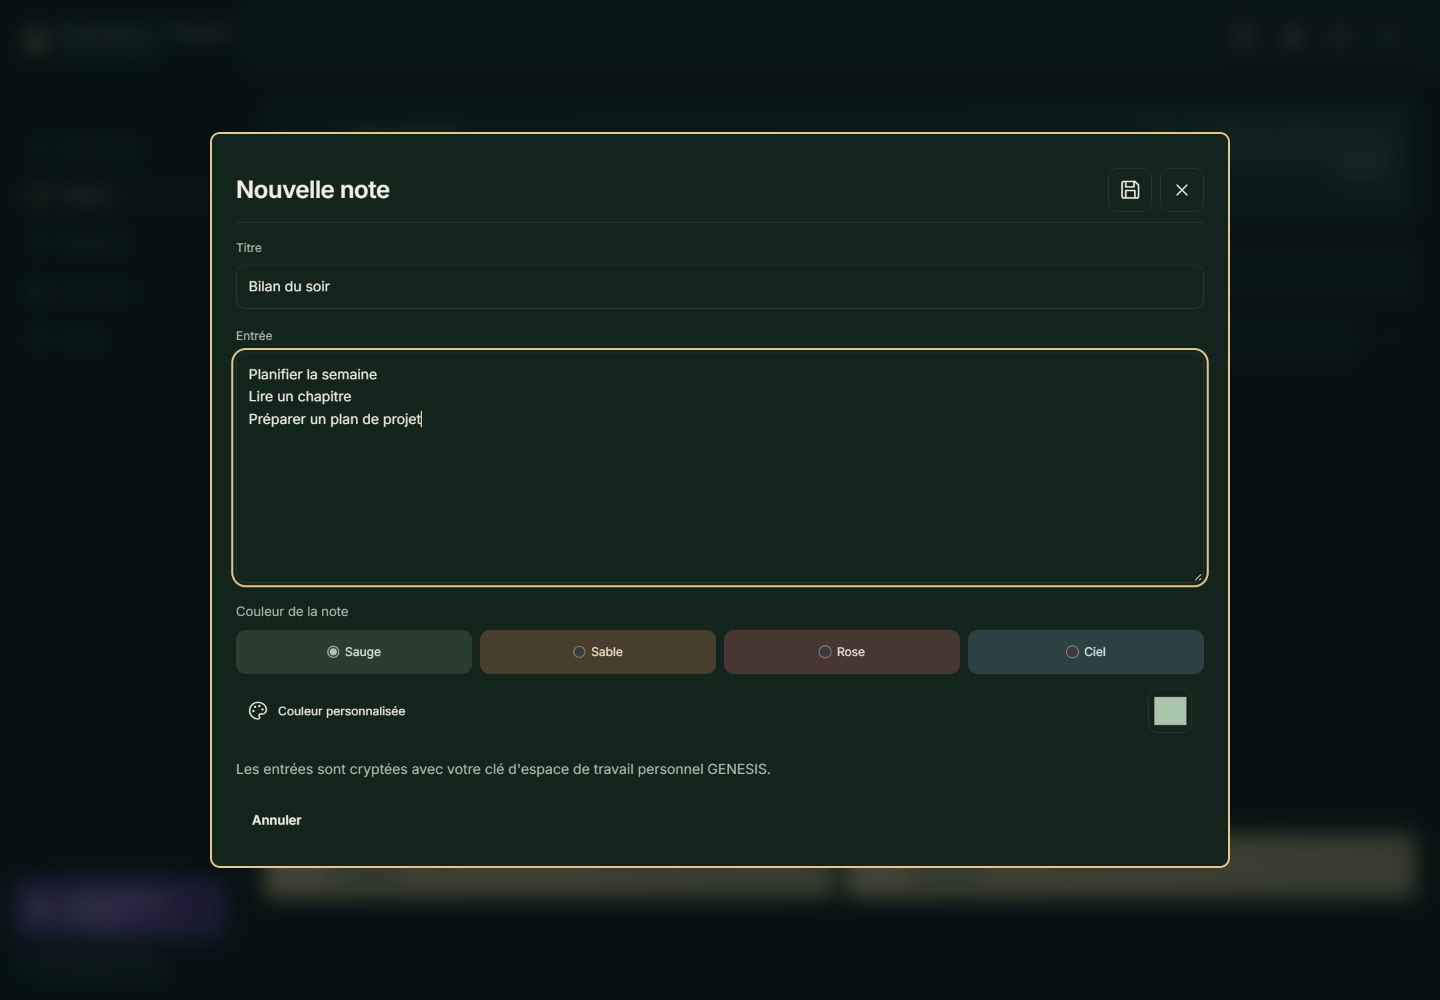 Nouvelle note
Titre
Bilan du soir
Entrée
Planifier la semaine
Lire un chapitre
Préparer un plan de projet
Couleur de la note
Sauge
Sable
Rose
Ciel
Couleur personnalisée
Les entrées sont cryptées avec votre clé d'espace de travail personnel GENESIS.
Annuler